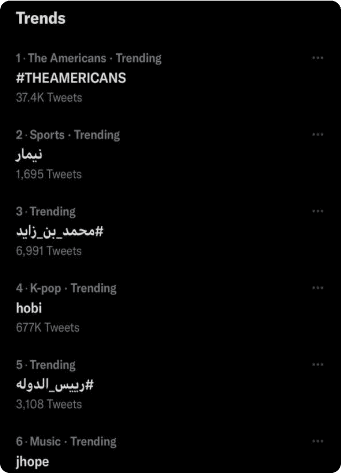 Trends
1 · The Americans · Trending
#THEAMERICANS
37.4K Tweets
2 · Sports · Trending
نيمار
1,695 Tweets
3 · Trending
#محمد_بن_زايد
6,991 Tweets
4 · K-pop · Trending
hobi
677K Tweets
5 · Trending
#رييس_الدوله
3,108 Tweets
6 · Music · Trending
jhope